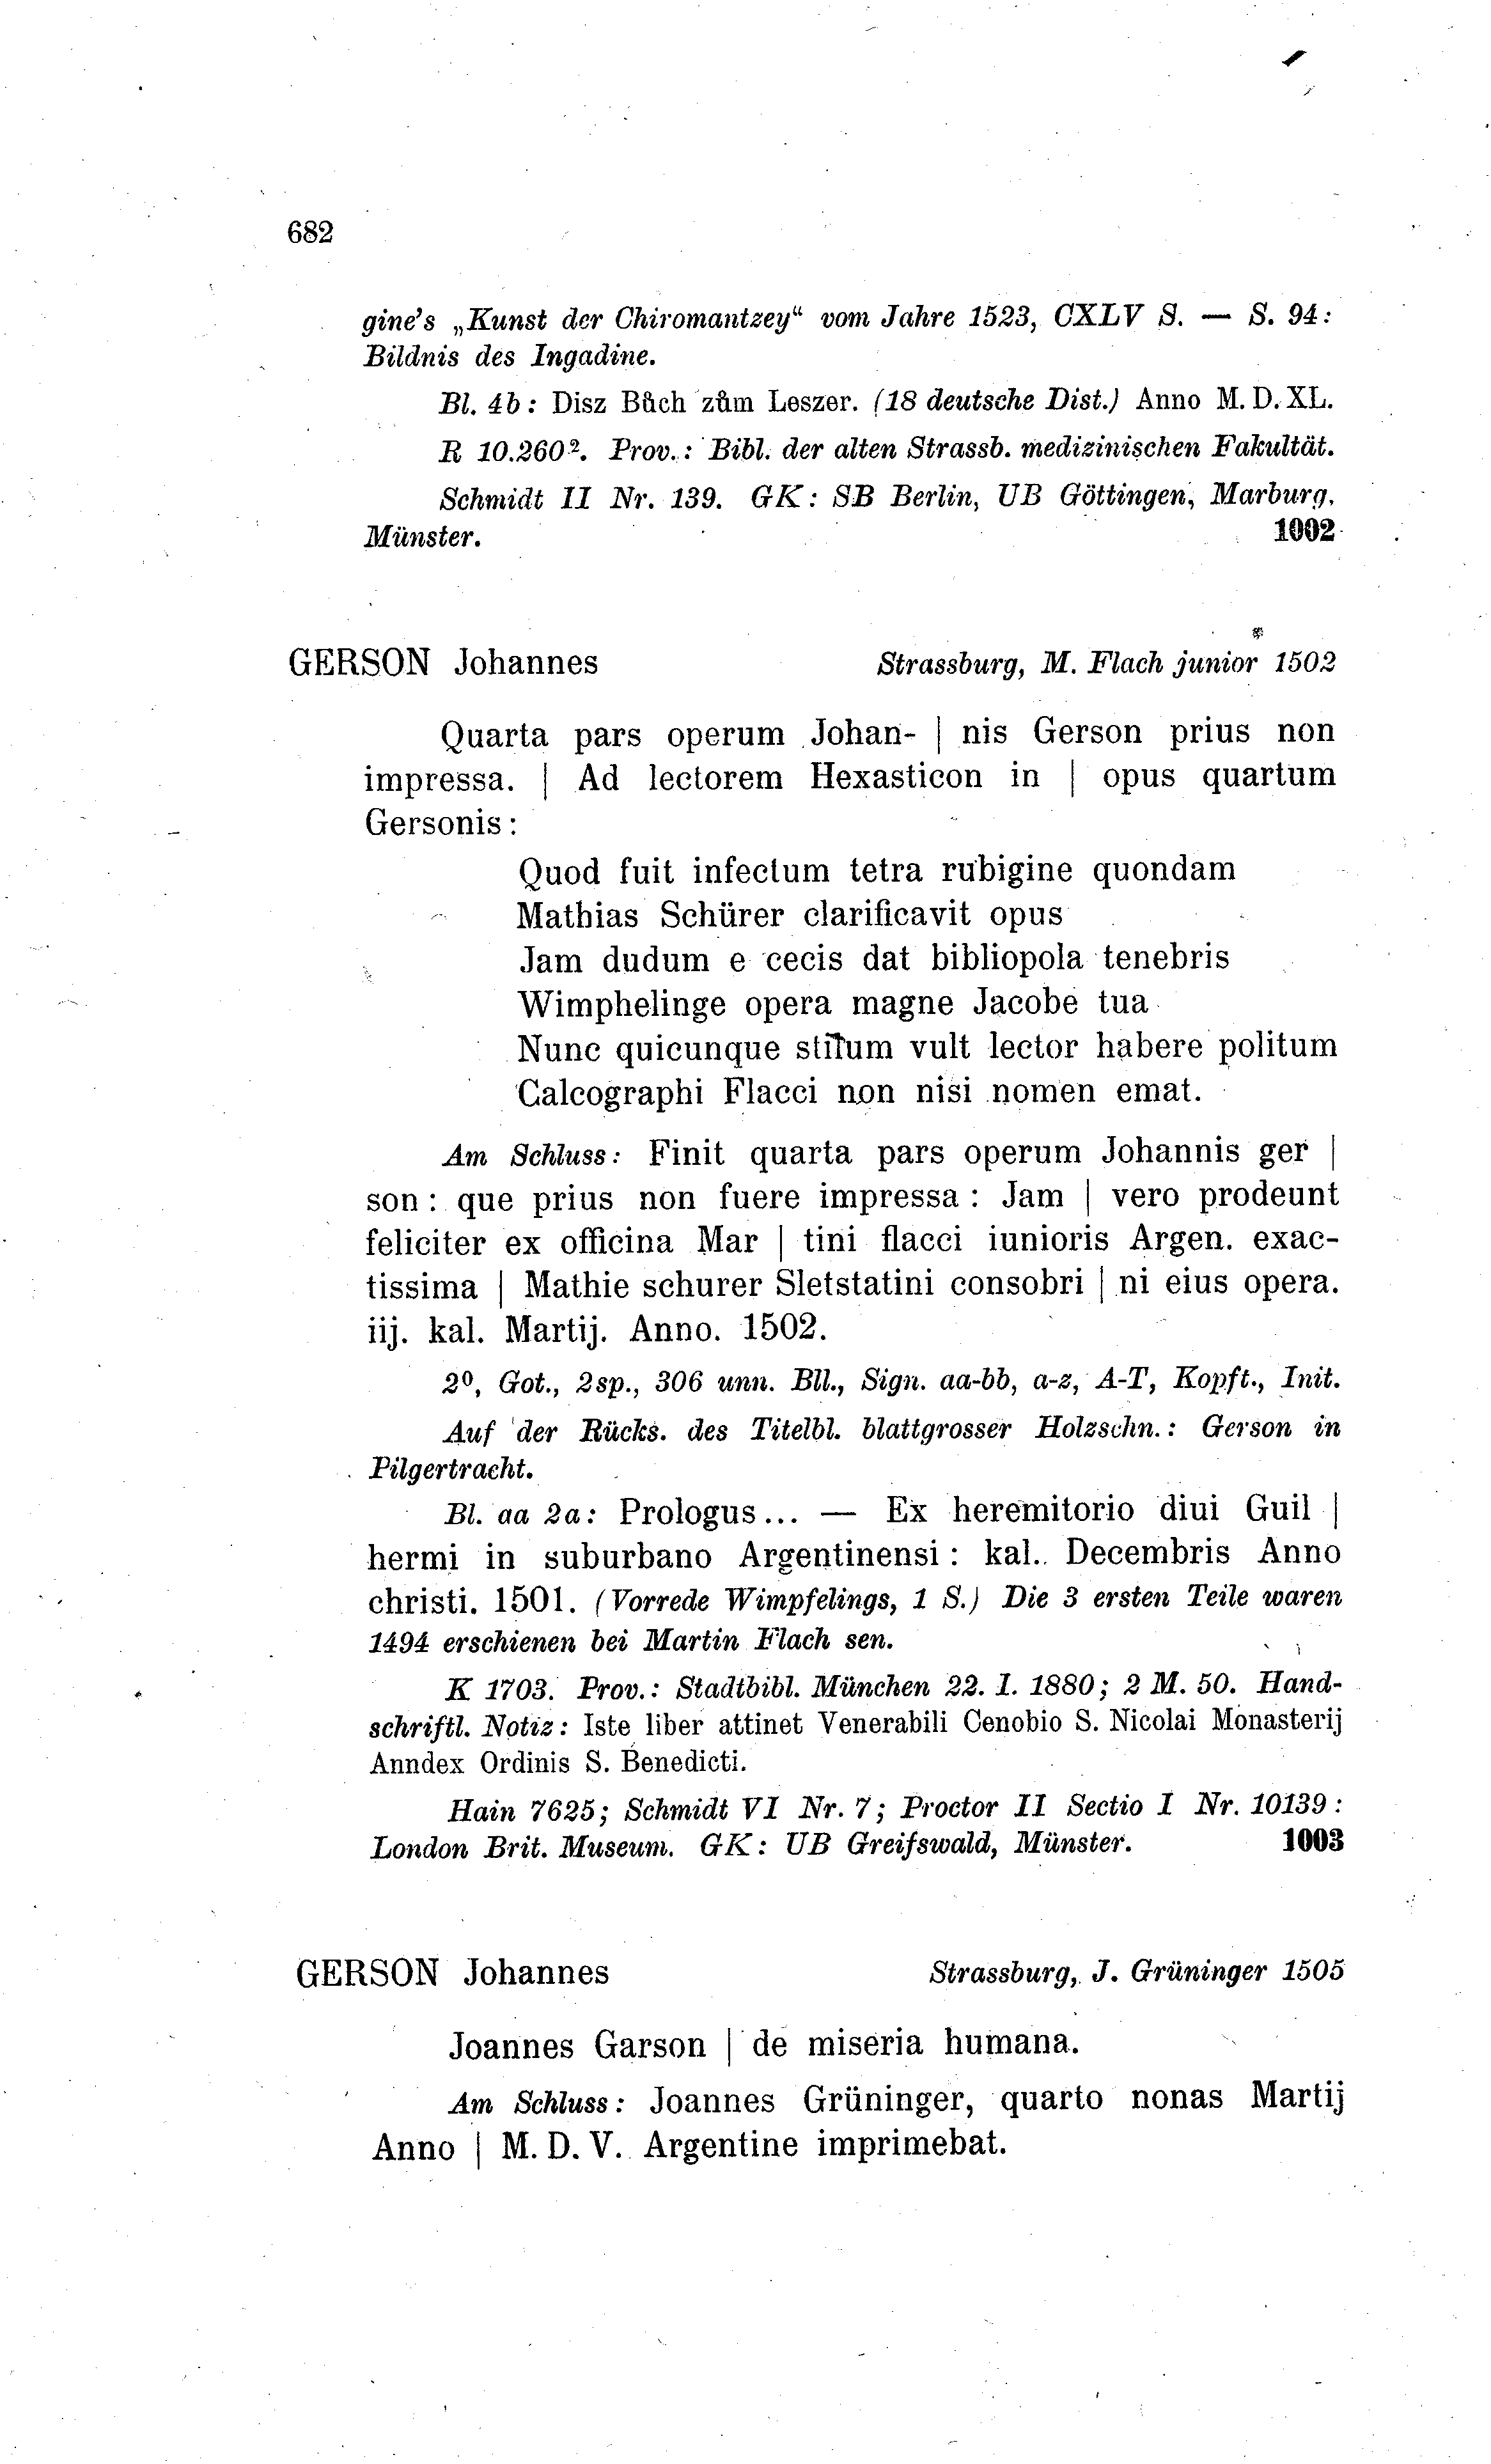 682
gine's „Kunst der Chiromantzey“ vom Jahre 1523, CXLV S. — S. 94:
Bildnis des Ingadine.
Bl. 4b: Disz Bůch zům Leszer. (18 deutsche Dist.) Anno M. D. XL.
R 10.260². Prov.: Bibl. der alten Strassb. medizinischen Fakultät.
Schmidt II Nr. 139. GK: SB Berlin, UB Göttingen, Marburg,
Münster. 1002
GERSON Johannes Strassburg, M. Flach junior 1502
Quarta pars operum Johan- | nis Gerson prius non
impressa. | Ad lectorem Hexasticon in | opus quartum
Gersonis:
Quod fuit infectum tetra rubigine quondam
Mathias Schürer clarificavit opus
Jam dudum e cecis dat bibliopola tenebris
Wimphelinge opera magne Jacobe tua
Nunc quicunque stilum vult lector habere politum
Calcographi Flacci non nisi nomen emat.
Am Schluss: Finit quarta pars operum Johannis ger |
son: que prius non fuere impressa: Jam | vero prodeunt
feliciter ex officina Mar | tini flacci iunioris Argen. exac-
tissima | Mathie schurer Sletstatini consobri | ni eius opera.
iij. kal. Martij. Anno. 1502.
2⁰, Got., 2sp., 306 unn. Bll., Sign. aa-bb, a-z, A-T, Kopft., Init.
Auf der Rücks. des Titelbl. blattgrosser Holzschn.: Gerson in
Pilgertracht.
Bl. aa 2a: Prologus... — Ex heremitorio diui Guil |
hermi in suburbano Argentinensi: kal. Decembris Anno
christi. 1501. (Vorrede Wimpfelings, 1 S.) Die 3 ersten Teile waren
1494 erschienen bei Martin Flach sen.
K 1703. Prov.: Stadtbibl. München 22. I. 1880; 2 M. 50. Hand-
schriftl. Notiz: Iste liber attinet Venerabili Cenobio S. Nicolai Monasterij
Anndex Ordinis S. Benedicti.
Hain 7625; Schmidt VI Nr. 7; Proctor II Sectio I Nr. 10139:
London Brit. Museum. GK: UB Greifswald, Münster. 1003
GERSON Johannes Strassburg, J. Grüninger 1505
Joannes Garson | de miseria humana.
Am Schluss: Joannes Grüninger, quarto nonas Martij
Anno | M. D. V. Argentine imprimebat.